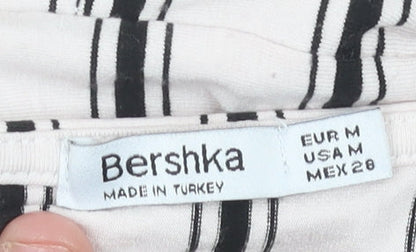 Bershka
MADE IN TURKEY
EUR M
USA M
MEX 28